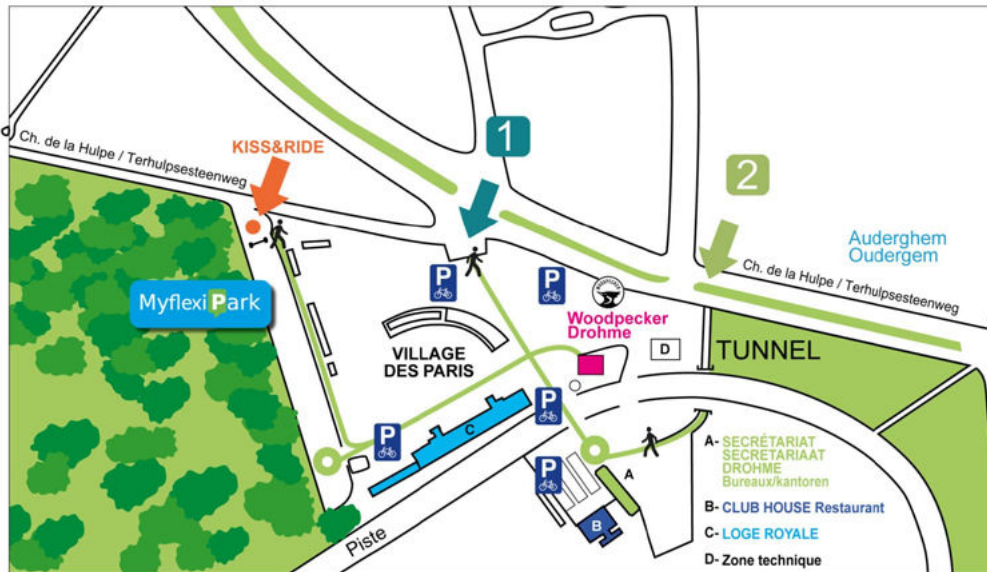 1
2
Ch. de la Hulpe / Terhulpsesteenweg
KISS&RIDE
Auderghem
Oudergem
Ch. de la Hulpe / Terhulpsesteenweg
P
P
MyflexiPark
WOODPECKER
Woodpecker
Drohme
VILLAGE
DES PARIS
D
TUNNEL
P
P
C
P
A
B
Piste
A- SECRÉTARIAT
SECRETARIAAT
DROHME
Bureaux/kantoren
B- CLUB HOUSE Restaurant
C- LOGE ROYALE
D- Zone technique